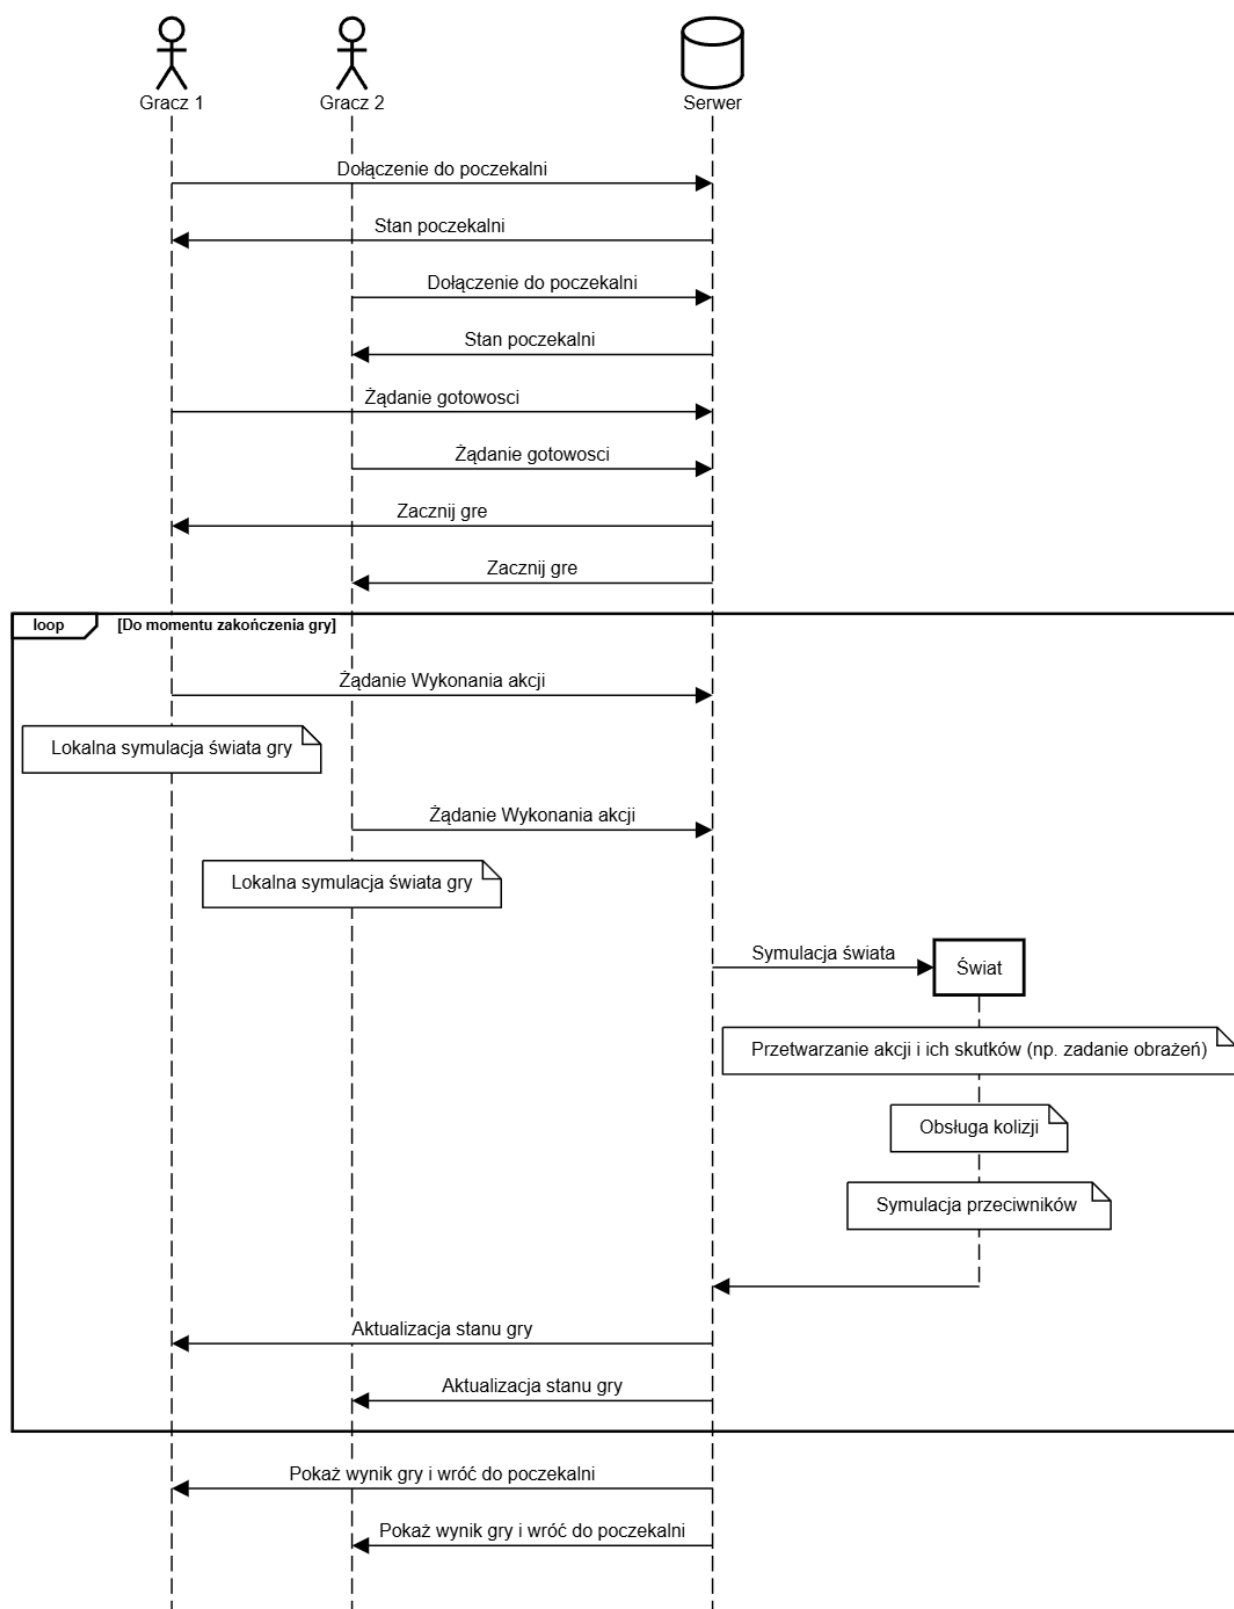 Gracz 1
Gracz 2
Serwer
Dołączenie do poczekalni
Stan poczekalni
Dołączenie do poczekalni
Stan poczekalni
Żądanie gotowosci
Żądanie gotowosci
Zacznij gre
Zacznij gre
loop
[Do momentu zakończenia gry]
Żądanie Wykonania akcji
Lokalna symulacja świata gry
Żądanie Wykonania akcji
Lokalna symulacja świata gry
Symulacja świata
Świat
Przetwarzanie akcji i ich skutków (np. zadanie obrażeń)
Obsługa kolizji
Symulacja przeciwników
Aktualizacja stanu gry
Aktualizacja stanu gry
Pokaż wynik gry i wróć do poczekalni
Pokaż wynik gry i wróć do poczekalni